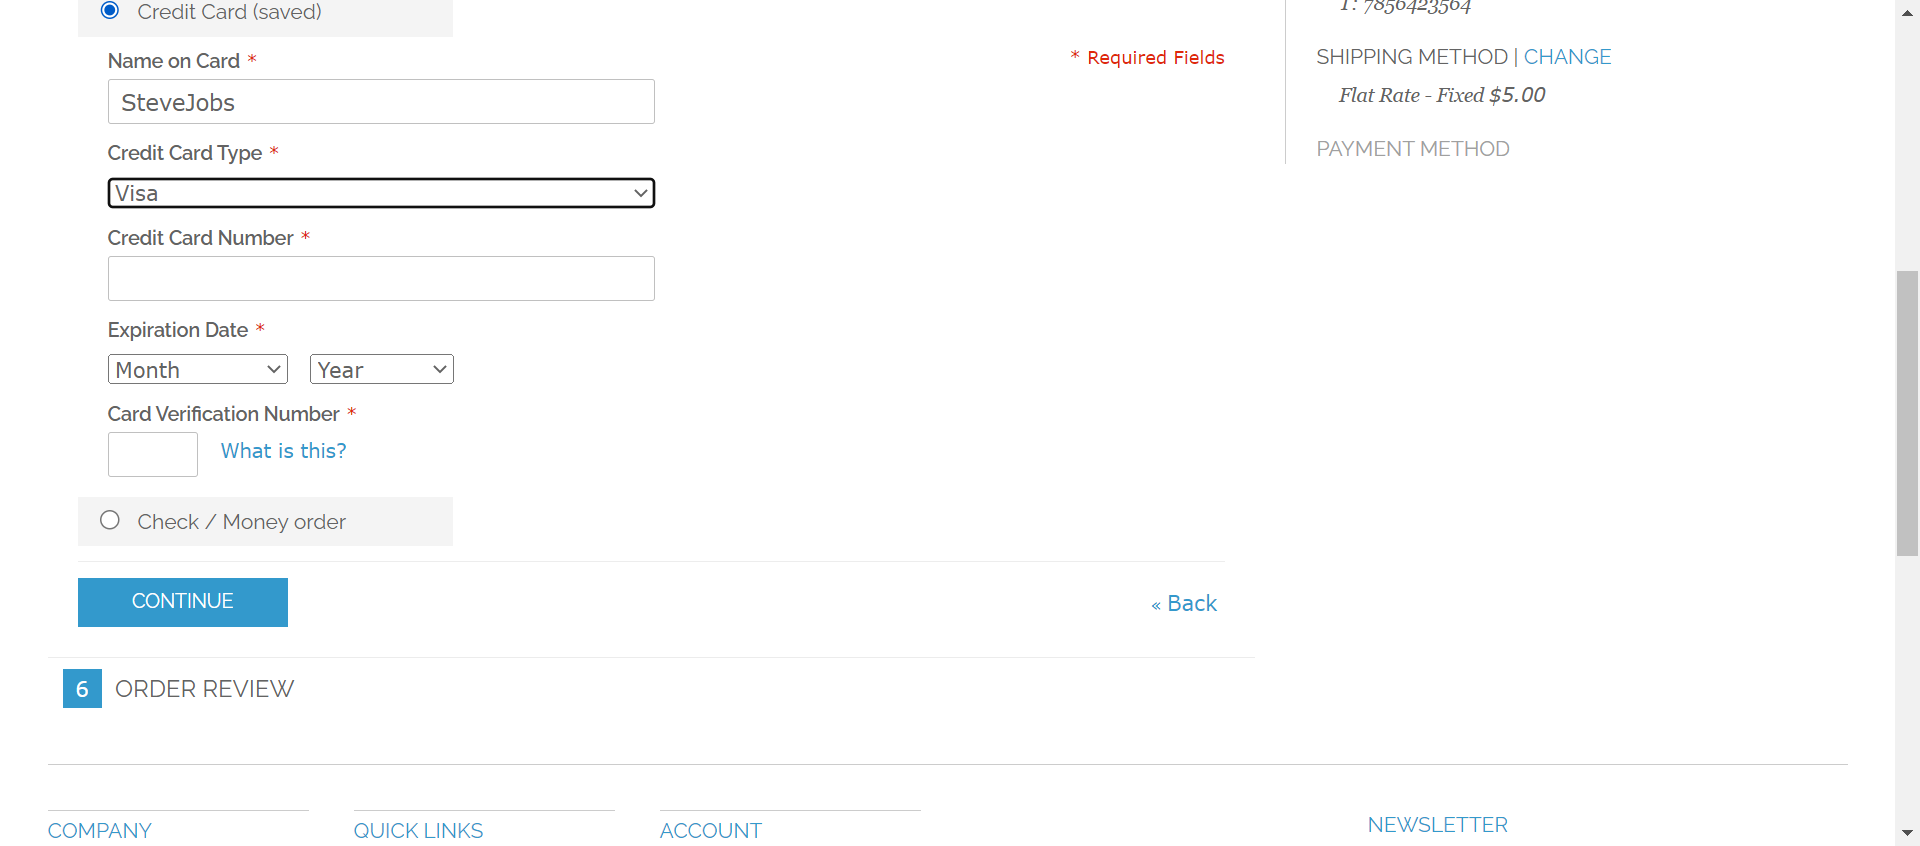 Credit Card (saved)
Name on Card *
* Required Fields
SteveJobs
Credit Card Type *
Visa
Credit Card Number *
Expiration Date *
Month
Year
Card Verification Number *
What is this?
Check / Money order
CONTINUE
« Back
6 ORDER REVIEW
T: 7856423564
SHIPPING METHOD | CHANGE
Flat Rate - Fixed $5.00
PAYMENT METHOD
COMPANY
QUICK LINKS
ACCOUNT
NEWSLETTER